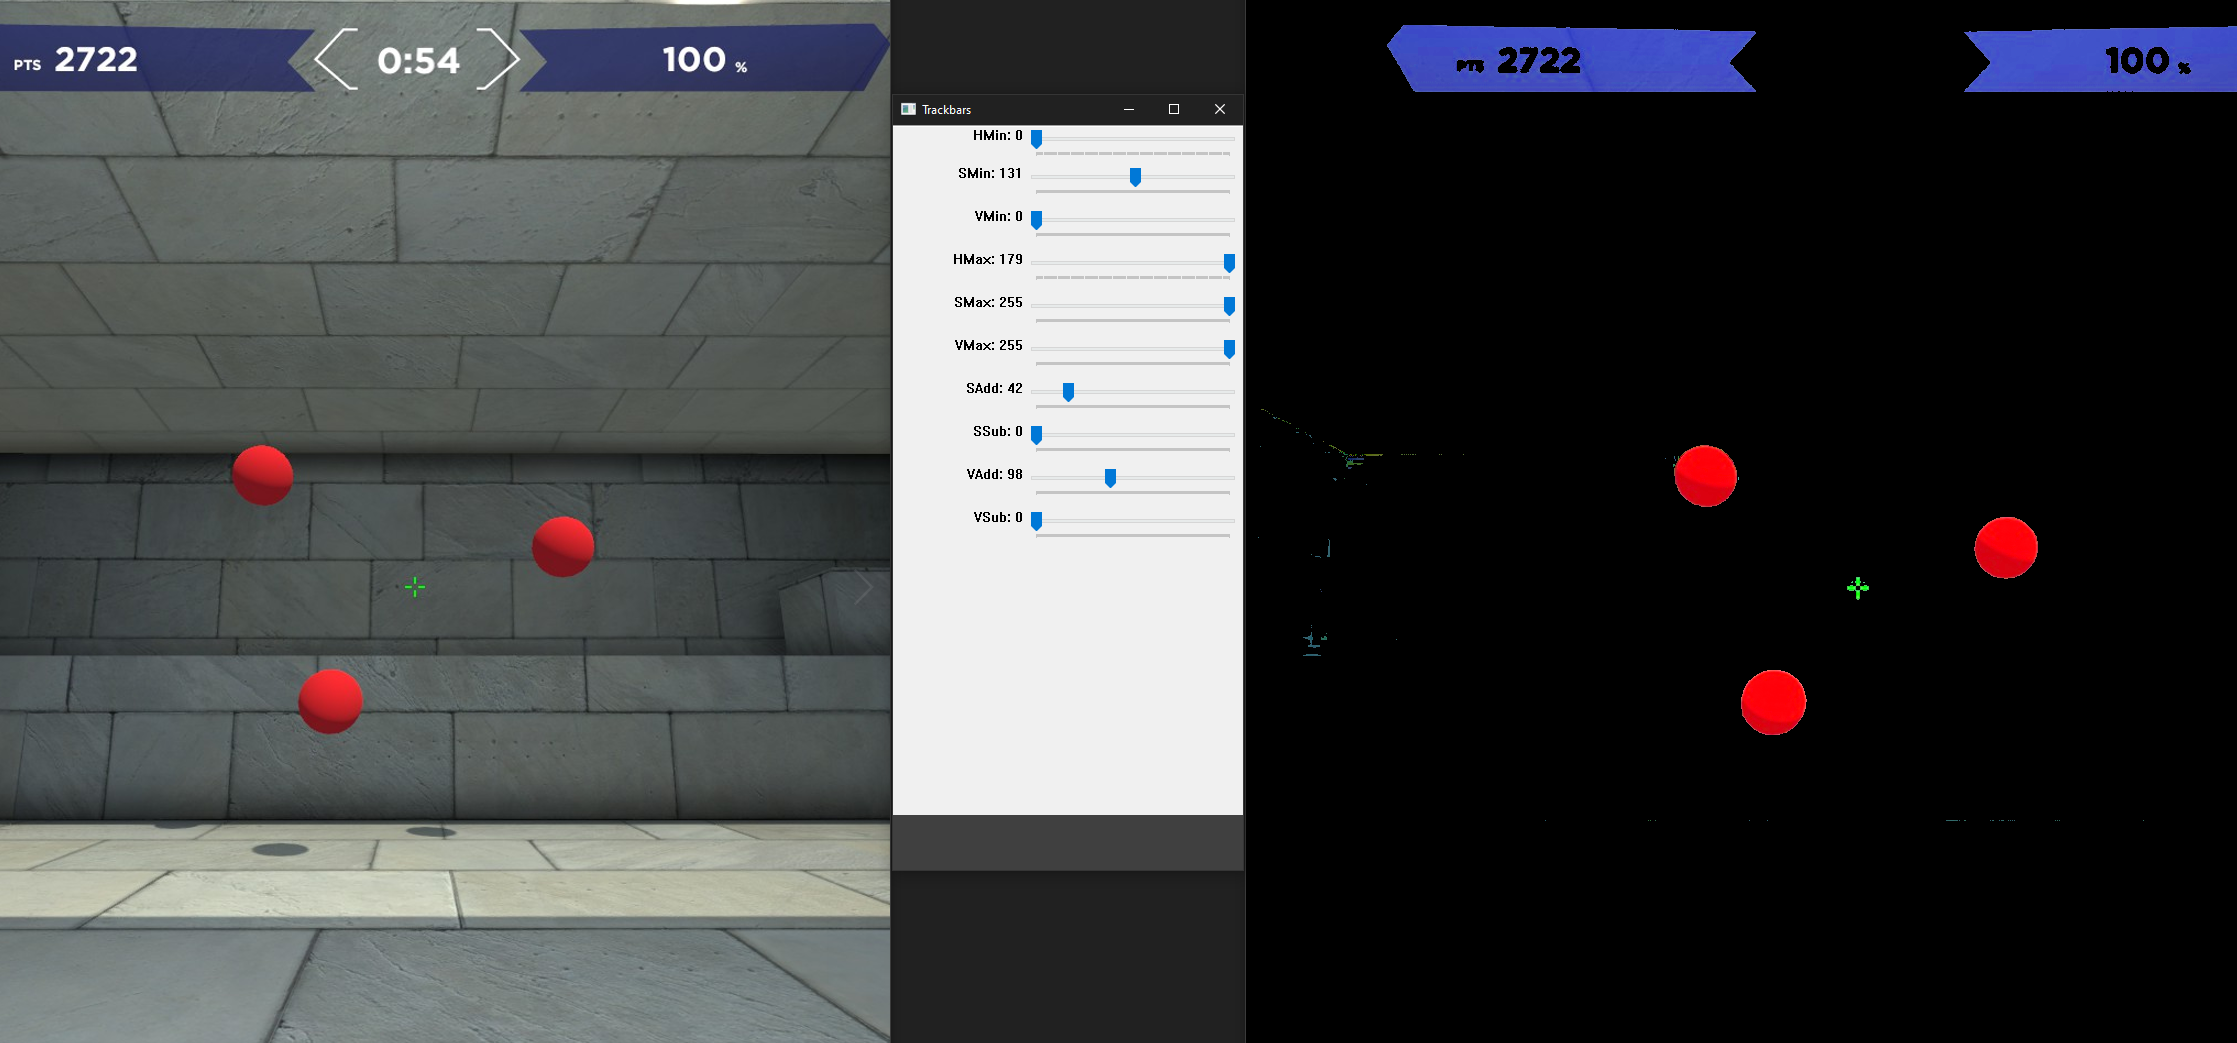 PTS 2722
0:54
100 %
Trackbars
HMin: 0
SMin: 131
VMin: 0
HMax: 179
SMax: 255
VMax: 255
SAdd: 42
SSub: 0
VAdd: 98
VSub: 0
PTS 2722
100 %